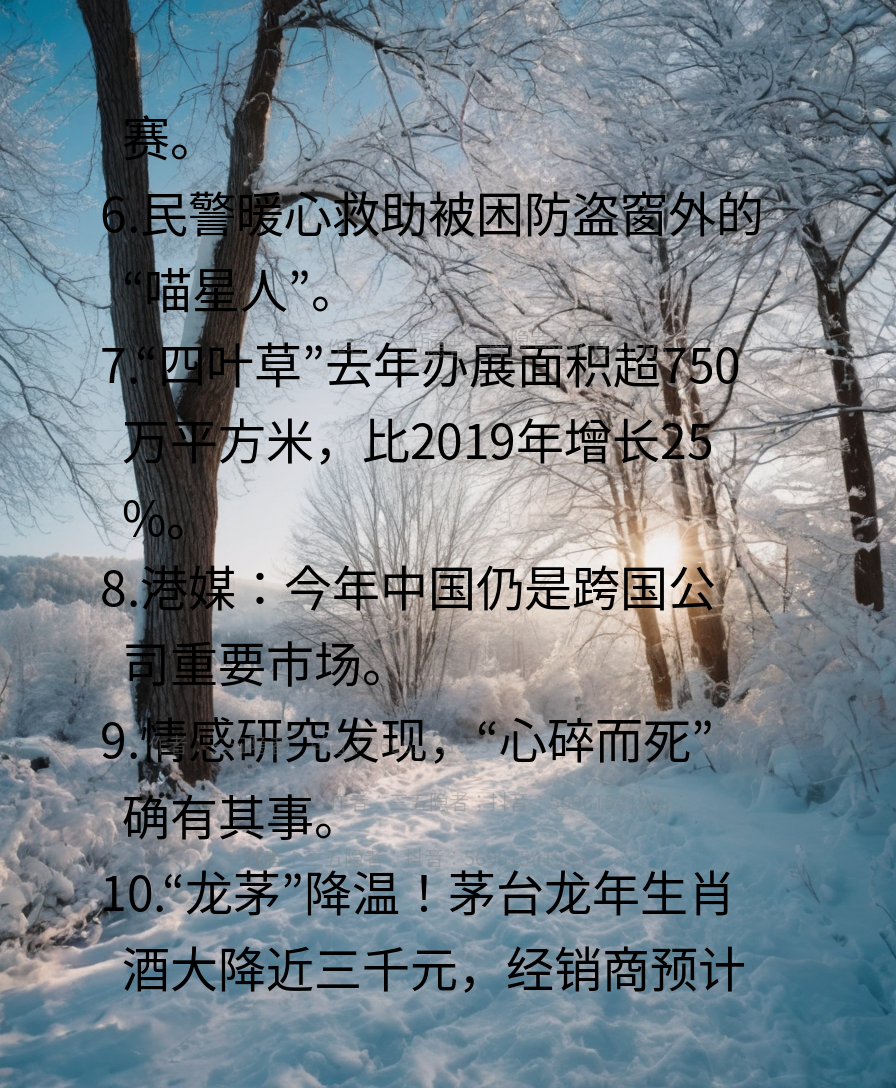 赛。
6.民警暖心救助被困防盗窗外的
“喵星人”。
7.“四叶草”去年办展面积超750
万平方米，比2019年增长25
%。
8.港媒：今年中国仍是跨国公
司重要市场。
9.情感研究发现，“心碎而死”
确有其事。
10.“龙茅”降温！茅台龙年生肖
酒大降近三千元，经销商预计